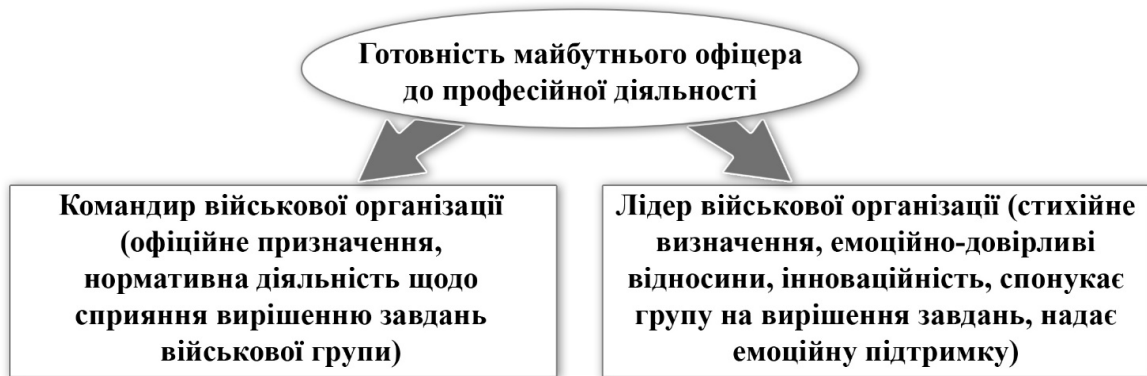 Готовність майбутнього офіцера
до професійної діяльності
Командир військової організації
(офіційне призначення,
нормативна діяльність щодо
сприяння вирішенню завдань
військової групи)
Лідер військової організації (стихійне
визначення, емоційно-довірливі
відносини, інноваційність, спонукає
групу на вирішення завдань, надає
емоційну підтримку)